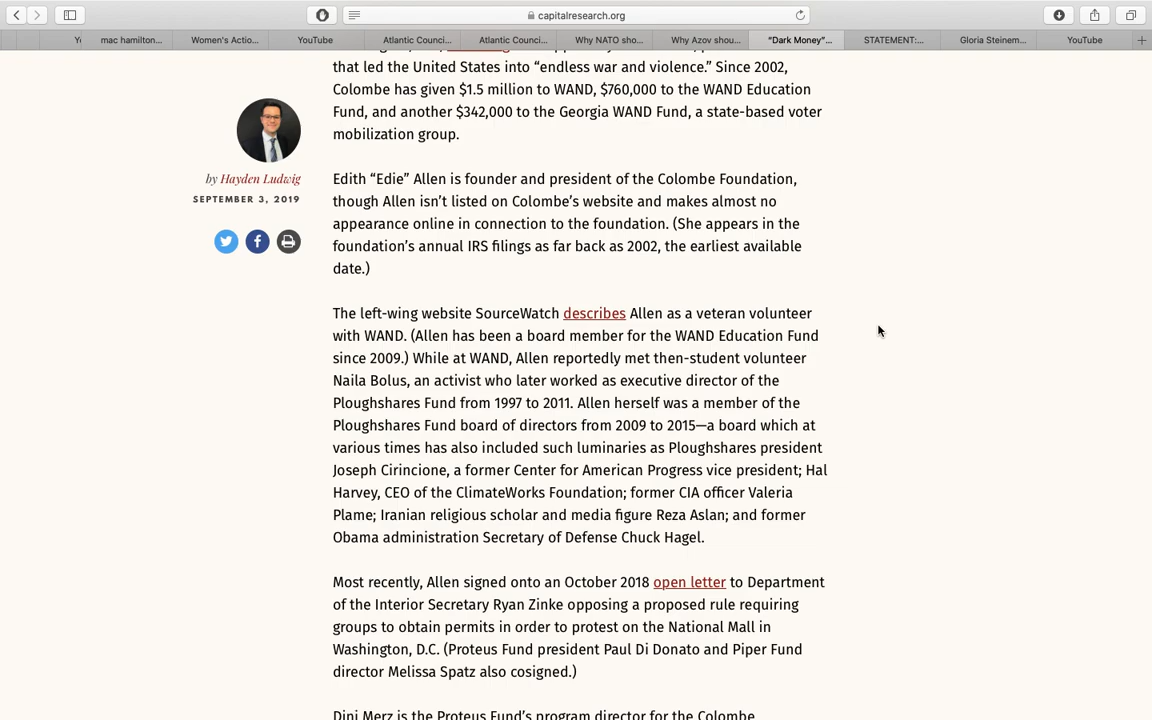 capitalresearch.org
mac hamilton...
Women's Actio...
YouTube
Atlantic Counci...
Atlantic Counci...
Why NATO sho...
Why Azov shou...
“Dark Money”...
STATEMENT:...
Gloria Steinem...
YouTube
that led the United States into “endless war and violence.” Since 2002,
Colombe has given $1.5 million to WAND, $760,000 to the WAND Education
Fund, and another $342,000 to the Georgia WAND Fund, a state-based voter
mobilization group.
by Hayden Ludwig
SEPTEMBER 3, 2019
Edith “Edie” Allen is founder and president of the Colombe Foundation,
though Allen isn’t listed on Colombe’s website and makes almost no
appearance online in connection to the foundation. (She appears in the
foundation’s annual IRS filings as far back as 2002, the earliest available
date.)
The left-wing website SourceWatch describes Allen as a veteran volunteer
with WAND. (Allen has been a board member for the WAND Education Fund
since 2009.) While at WAND, Allen reportedly met then-student volunteer
Naila Bolus, an activist who later worked as executive director of the
Ploughshares Fund from 1997 to 2011. Allen herself was a member of the
Ploughshares Fund board of directors from 2009 to 2015—a board which at
various times has also included such luminaries as Ploughshares president
Joseph Cirincione, a former Center for American Progress vice president; Hal
Harvey, CEO of the ClimateWorks Foundation; former CIA officer Valeria
Plame; Iranian religious scholar and media figure Reza Aslan; and former
Obama administration Secretary of Defense Chuck Hagel.
Most recently, Allen signed onto an October 2018 open letter to Department
of the Interior Secretary Ryan Zinke opposing a proposed rule requiring
groups to obtain permits in order to protest on the National Mall in
Washington, D.C. (Proteus Fund president Paul Di Donato and Piper Fund
director Melissa Spatz also cosigned.)
Dini Merz is the Proteus Fund’s program director for the Colombe